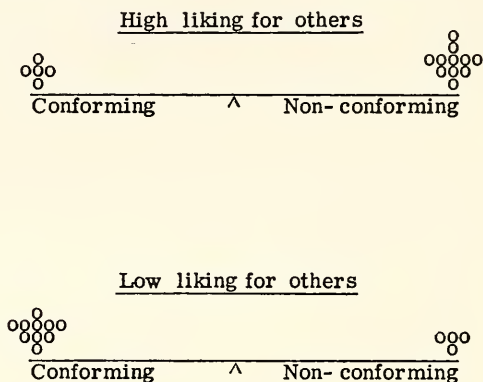 High liking for others
Conforming ^ Non- conforming
Low liking for others
Conforming ^ Non- conforming